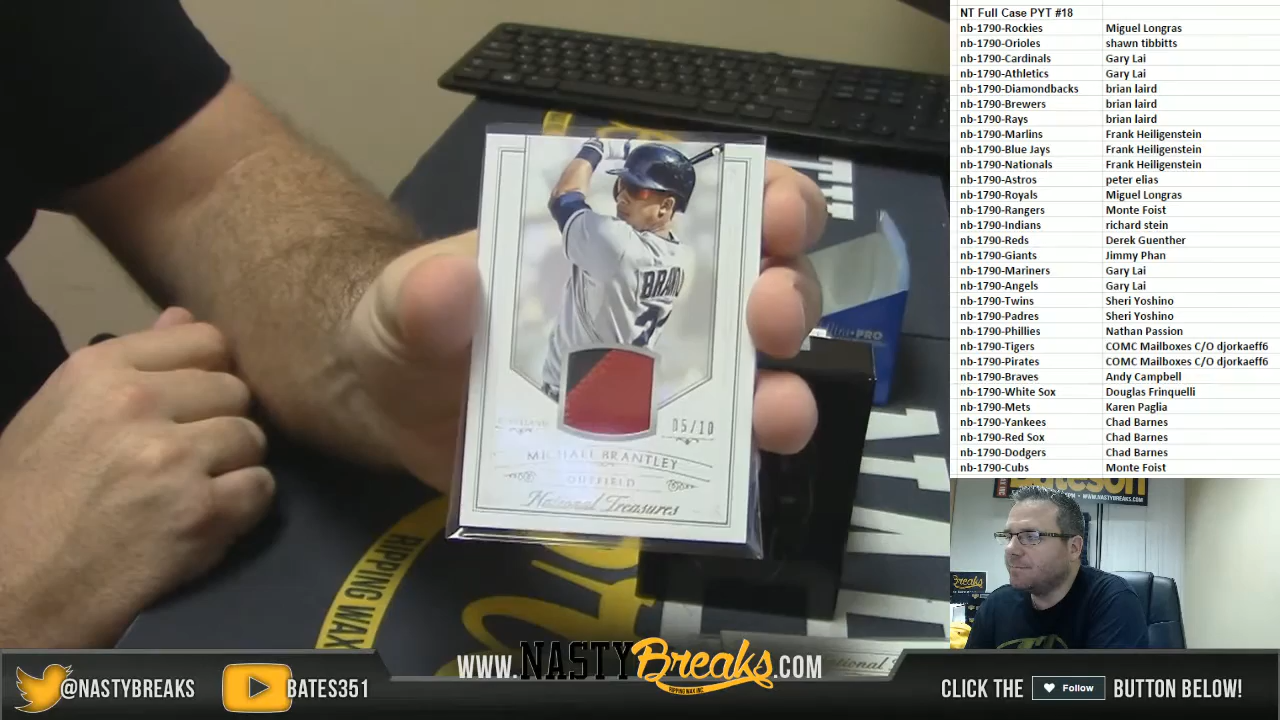 NT Full Case PYT #18
nb-1790-Rockies Miguel Longras
nb-1790-Orioles shawn tibbitts
nb-1790-Cardinals Gary Lai
nb-1790-Athletics Gary Lai
nb-1790-Diamondbacks brian laird
nb-1790-Brewers brian laird
nb-1790-Rays brian laird
nb-1790-Marlins Frank Heiligenstein
nb-1790-Blue Jays Frank Heiligenstein
nb-1790-Nationals Frank Heiligenstein
nb-1790-Astros peter elias
nb-1790-Royals Miguel Longras
nb-1790-Rangers Monte Foist
nb-1790-Indians richard stein
nb-1790-Reds Derek Guenther
nb-1790-Giants Jimmy Phan
nb-1790-Mariners Gary Lai
nb-1790-Angels Gary Lai
nb-1790-Twins Sheri Yoshino
nb-1790-Padres Sheri Yoshino
nb-1790-Phillies Nathan Passion
nb-1790-Tigers COMC Mailboxes C/O djorkaeff6
nb-1790-Pirates COMC Mailboxes C/O djorkaeff6
nb-1790-Braves Andy Campbell
nb-1790-White Sox Douglas Frinquelli
nb-1790-Mets Karen Paglia
nb-1790-Yankees Chad Barnes
nb-1790-Red Sox Chad Barnes
nb-1790-Dodgers Chad Barnes
nb-1790-Cubs Monte Foist
05/10
MICHAEL BRANTLEY
OUTFIELD
National Treasures
RIPPING WAX
WWW.NASTYBreaks.COM
RIPPING WAX INC
@NASTYBREAKS
BATES351
CLICK THE Follow BUTTON BELOW!
WWW.NASTYBREAKS.COM
Breaks